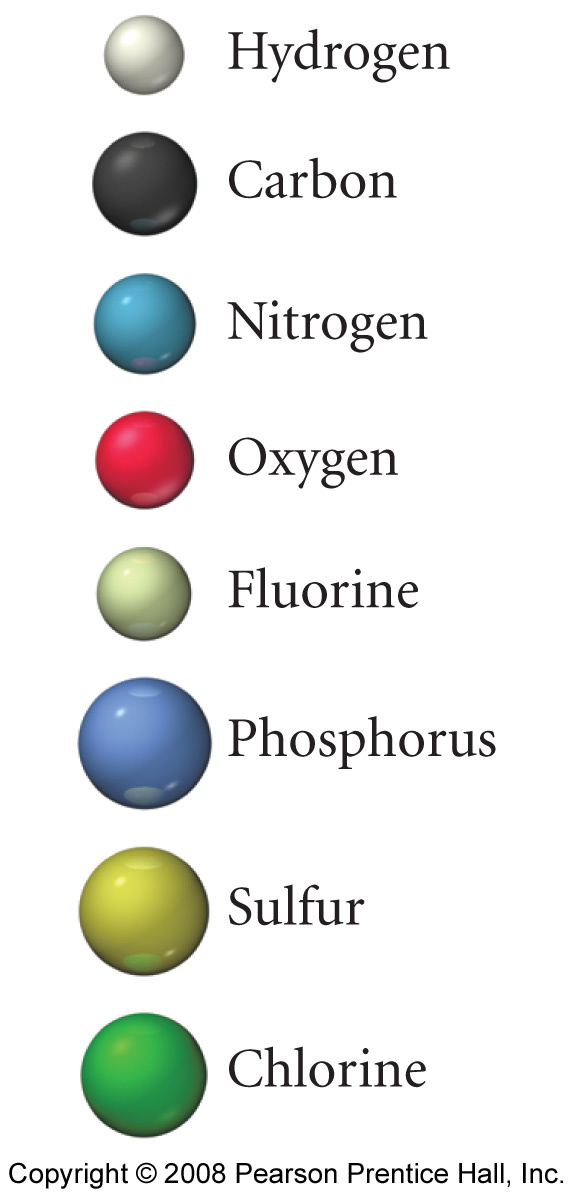 Hydrogen
Carbon
Nitrogen
Oxygen
Fluorine
Phosphorus
Sulfur
Chlorine
Copyright © 2008 Pearson Prentice Hall, Inc.